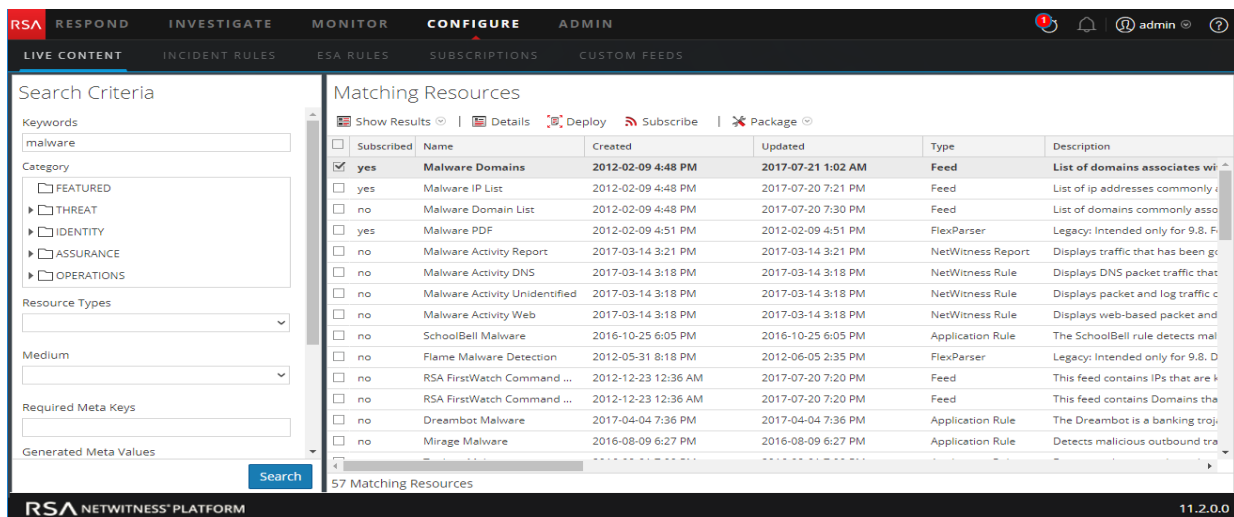 RSA RESPOND INVESTIGATE MONITOR CONFIGURE ADMIN 1 admin ?
LIVE CONTENT INCIDENT RULES ESA RULES SUBSCRIPTIONS CUSTOM FEEDS
Search Criteria
Keywords
malware
Category
FEATURED
THREAT
IDENTITY
ASSURANCE
OPERATIONS
Resource Types
Medium
Required Meta Keys
Generated Meta Values
Search
Matching Resources
Show Results | Details Deploy Subscribe | Package
Subscribed Name Created Updated Type Description
yes Malware Domains 2012-02-09 4:48 PM 2017-07-21 1:02 AM Feed List of domains associates wi
yes Malware IP List 2012-02-09 4:48 PM 2017-07-20 7:21 PM Feed List of ip addresses commonly
no Malware Domain List 2012-02-09 4:48 PM 2017-07-20 7:30 PM Feed List of domains commonly asso
yes Malware PDF 2012-02-09 4:51 PM 2012-02-09 4:51 PM FlexParser Legacy: Intended only for 9.8.
no Malware Activity Report 2017-03-14 3:21 PM 2017-03-14 3:21 PM NetWitness Report Displays traffic that has been
no Malware Activity DNS 2017-03-14 3:18 PM 2017-03-14 3:18 PM NetWitness Rule Displays DNS packet traffic that
no Malware Activity Unidentified 2017-03-14 3:18 PM 2017-03-14 3:18 PM NetWitness Rule Displays packet and log traffic
no Malware Activity Web 2017-03-14 3:18 PM 2017-03-14 3:18 PM NetWitness Rule Displays web-based packet and
no SchoolBell Malware 2016-10-25 6:05 PM 2016-10-25 6:05 PM Application Rule The SchoolBell rule detects mal
no Flame Malware Detection 2012-05-31 8:18 PM 2012-06-05 2:35 PM FlexParser Legacy: Intended only for 9.8. D
no RSA FirstWatch Command ... 2012-12-23 12:36 AM 2017-07-20 7:20 PM Feed This feed contains IPs that are
no RSA FirstWatch Command ... 2012-12-23 12:36 AM 2017-07-20 7:20 PM Feed This feed contains Domains tha
no Dreambot Malware 2017-04-04 7:36 PM 2017-04-04 7:36 PM Application Rule The Dreambot is a banking troj
no Mirage Malware 2016-08-09 6:27 PM 2016-08-09 6:27 PM Application Rule Detects malicious outbound tra
57 Matching Resources
RSA NETWITNESS® PLATFORM 11.2.0.0